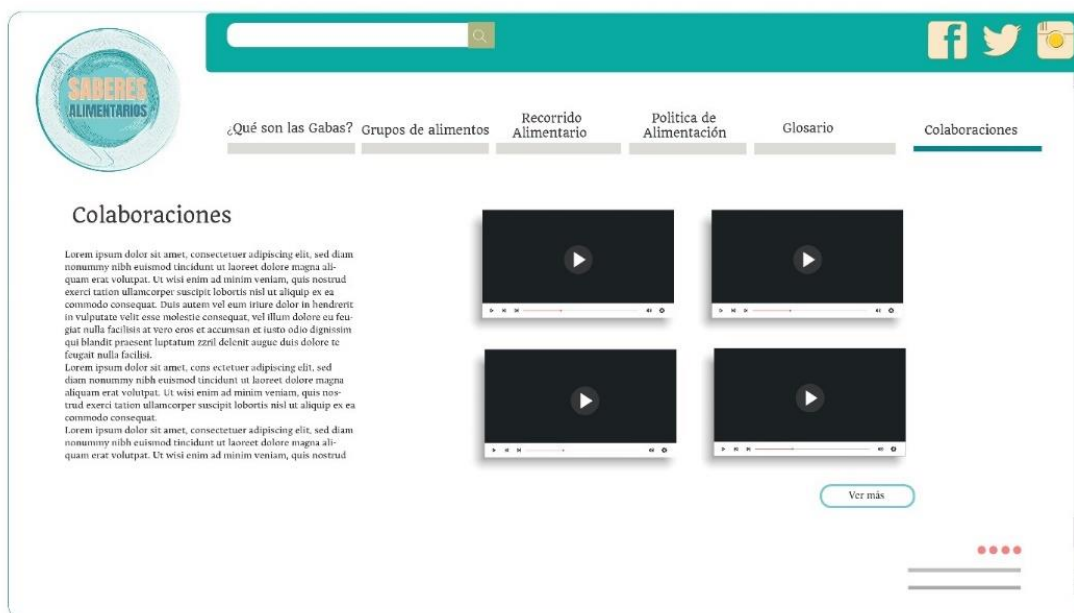 SABERES
ALIMENTARIOS
¿Qué son las Gabas?
Grupos de alimentos
Recorrido
Alimentario
Politica de
Alimentación
Glosario
Colaboraciones
Colaboraciones
Lorem ipsum dolor sit amet, consectetuer adipiscing elit, sed diam
nonummy nibh euismod tincidunt ut laoreet dolore magna ali-
quam erat volutpat. Ut wisi enim ad minim veniam, quis nostrud
exerci tation ullamcorper suscipit lobortis nisl ut aliquip ex ea
commodo consequat. Duis autem vel eum iriure dolor in hendrerit
in vulputate velit esse molestie consequat, vel illum dolore eu feu-
giat nulla facilisis at vero eros et accumsan et iusto odio dignissim
qui blandit praesent luptatum zzril delenit augue duis dolore te
feugait nulla facilisi.
Lorem ipsum dolor sit amet, cons ectetuer adipiscing elit, sed
diam nonummy nibh euismod tincidunt ut laoreet dolore magna
aliquam erat volutpat. Ut wisi enim ad minim veniam, quis nos-
trud exerci tation ullamcorper suscipit lobortis nisl ut aliquip ex ea
commodo consequat.
Lorem ipsum dolor sit amet, consectetuer adipiscing elit, sed diam
nonummy nibh euismod tincidunt ut laoreet dolore magna ali-
quam erat volutpat. Ut wisi enim ad minim veniam, quis nostrud
Ver más